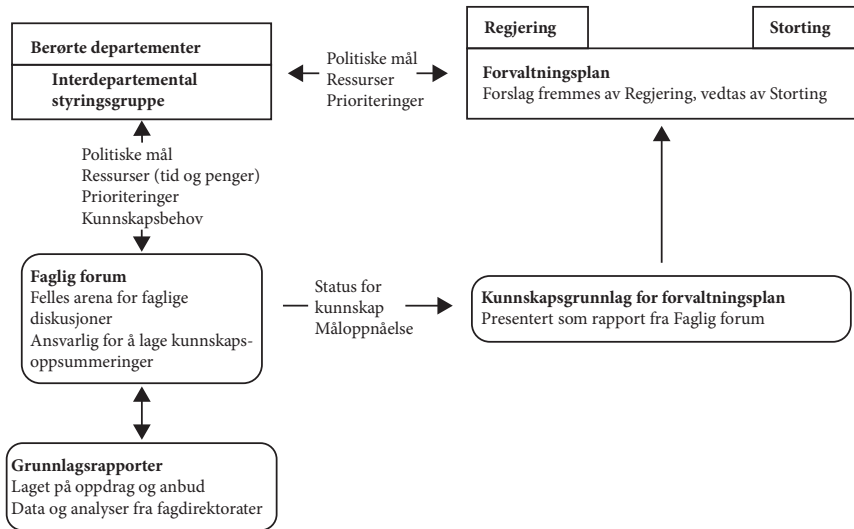 Berørte departementer
Interdepartemental
styringsgruppe
Politiske mål
Ressurser
Prioriteringer
Regjering
Storting
Forvaltningsplan
Forslag fremmes av Regjering, vedtas av Storting
Politiske mål
Ressurser (tid og penger)
Prioriteringer
Kunnskapsbehov
Faglig forum
Felles arena for faglige
diskusjoner
Ansvarlig for å lage kunnskaps-
oppsummeringer
Status for
kunnskap
Måloppnåelse
Kunnskapsgrunnlag for forvaltningsplan
Presentert som rapport fra Faglig forum
Grunnlagsrapporter
Laget på oppdrag og anbud
Data og analyser fra fagdirektorater